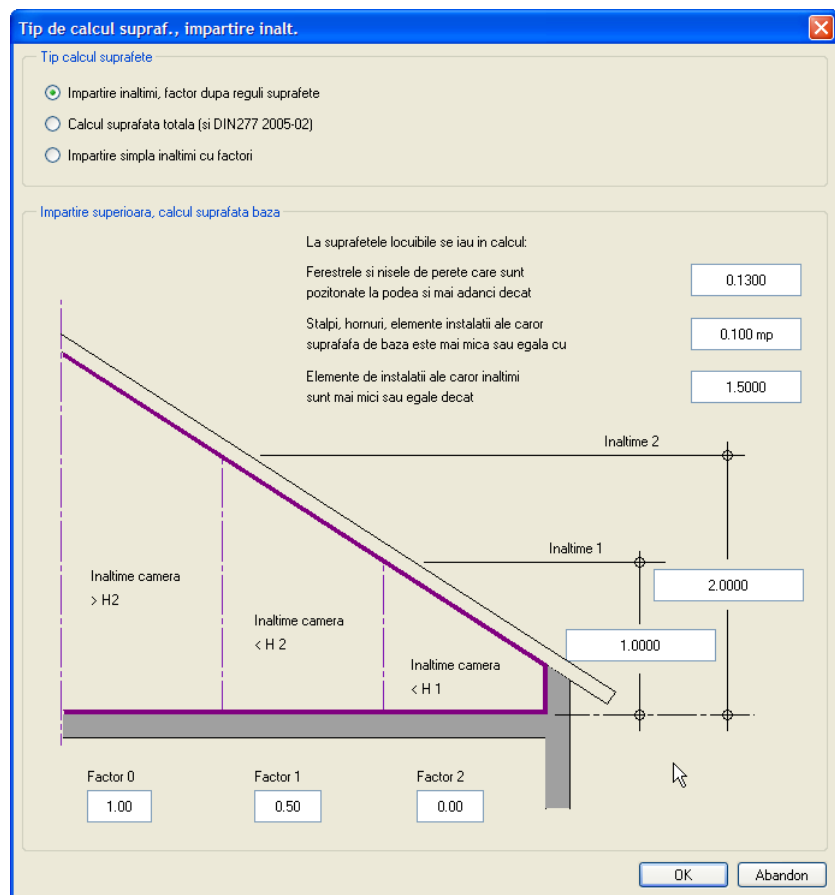 Tip de calcul supraf., impartire inalt.
Tip calcul suprafete
Impartire inaltimi, factor dupa reguli suprafete
Calcul suprafata totala (si DIN277 2005-02)
Impartire simpla inaltimi cu factori
Impartire superioara, calcul suprafata baza
La suprafetele locuibile se iau in calcul:
Ferestrele si nisele de perete care sunt
pozitonate la podea si mai adanci decat
0.1300
Stalpi, hornuri, elemente instalatii ale caror
suprafafa de baza este mai mica sau egala cu
0.100 mp
Elemente de instalatii ale caror inaltimi
sunt mai mici sau egale decat
1.5000
Inaltime 2
Inaltime 1
2.0000
1.0000
Inaltime camera
> H2
Inaltime camera
< H 2
Inaltime camera
< H 1
Factor 0
Factor 1
Factor 2
1.00
0.50
0.00
OK
Abandon